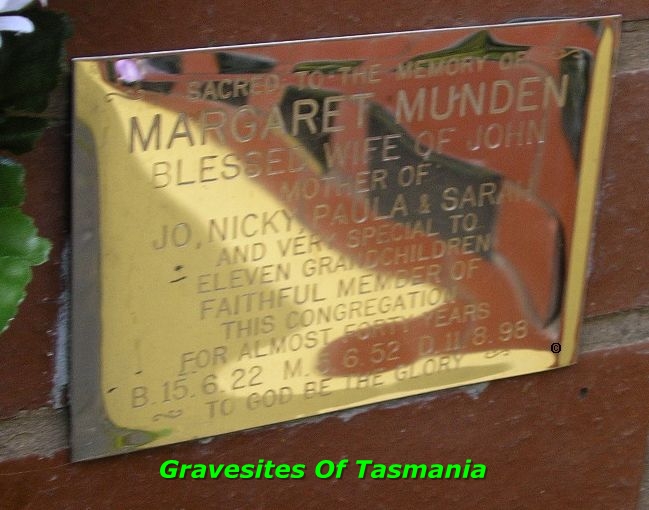 SACRED TO THE MEMORY OF
MARGARET MUNDEN
BLESSED WIFE OF JOHN
MOTHER OF
JO, NICKY, PAULA & SARAH
AND VERY SPECIAL TO
ELEVEN GRANDCHILDREN
FAITHFUL MEMBER OF
THIS CONGREGATION
FOR ALMOST FORTY YEARS
B. 15.6.22 M. 6.6.52 D. 11.8.98
TO GOD BE THE GLORY
©
Gravesites Of Tasmania